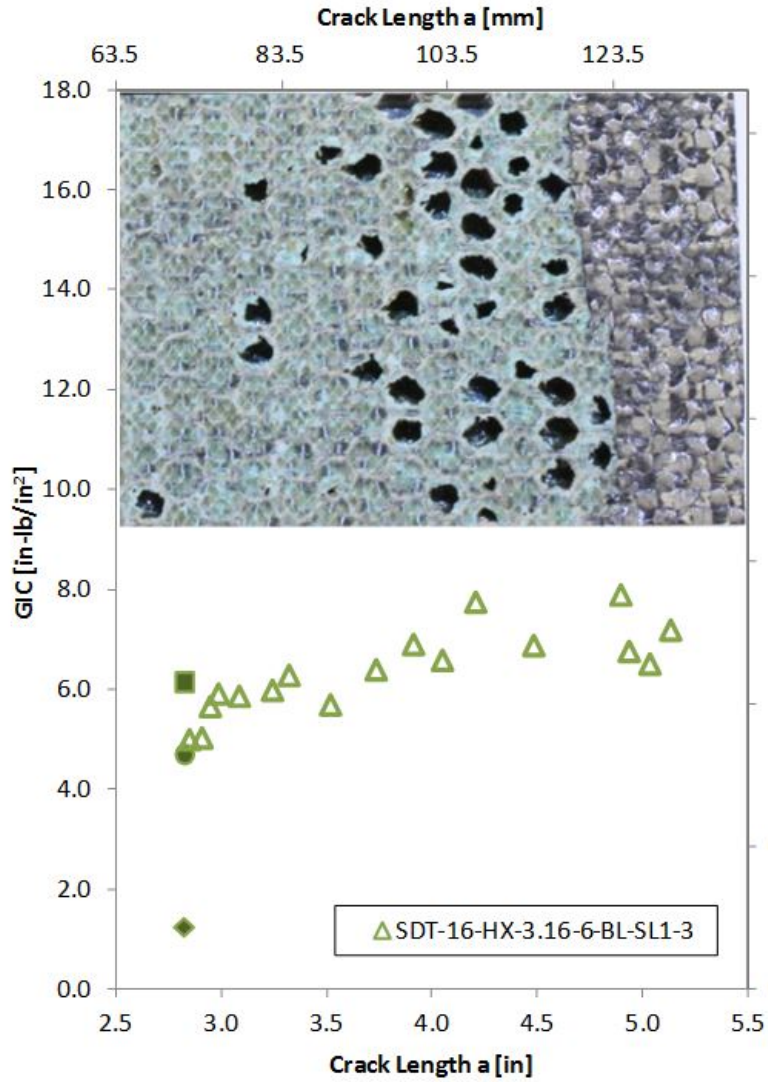 Crack Length a [mm]
63.5 83.5 103.5 123.5
18.0
16.0
14.0
12.0
10.0
8.0
6.0
4.0
2.0
0.0
GIC [in-lb/in²]
SDT-16-HX-3.16-6-BL-SL1-3
2.5 3.0 3.5 4.0 4.5 5.0 5.5
Crack Length a [in]